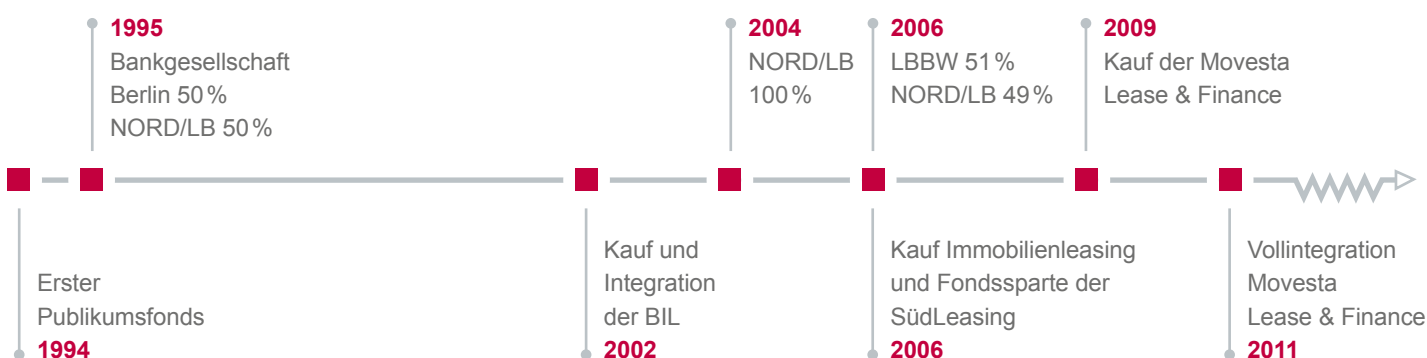 1995
Bankgesellschaft
Berlin 50 %
NORD/LB 50 %
2004
NORD/LB
100 %
2006
LBBW 51 %
NORD/LB 49 %
2009
Kauf der Movesta
Lease & Finance
Erster
Publikumsfonds
1994
Kauf und
Integration
der BIL
2002
Kauf Immobilienleasing
und Fondssparte der
SüdLeasing
2006
Vollintegration
Movesta
Lease & Finance
2011